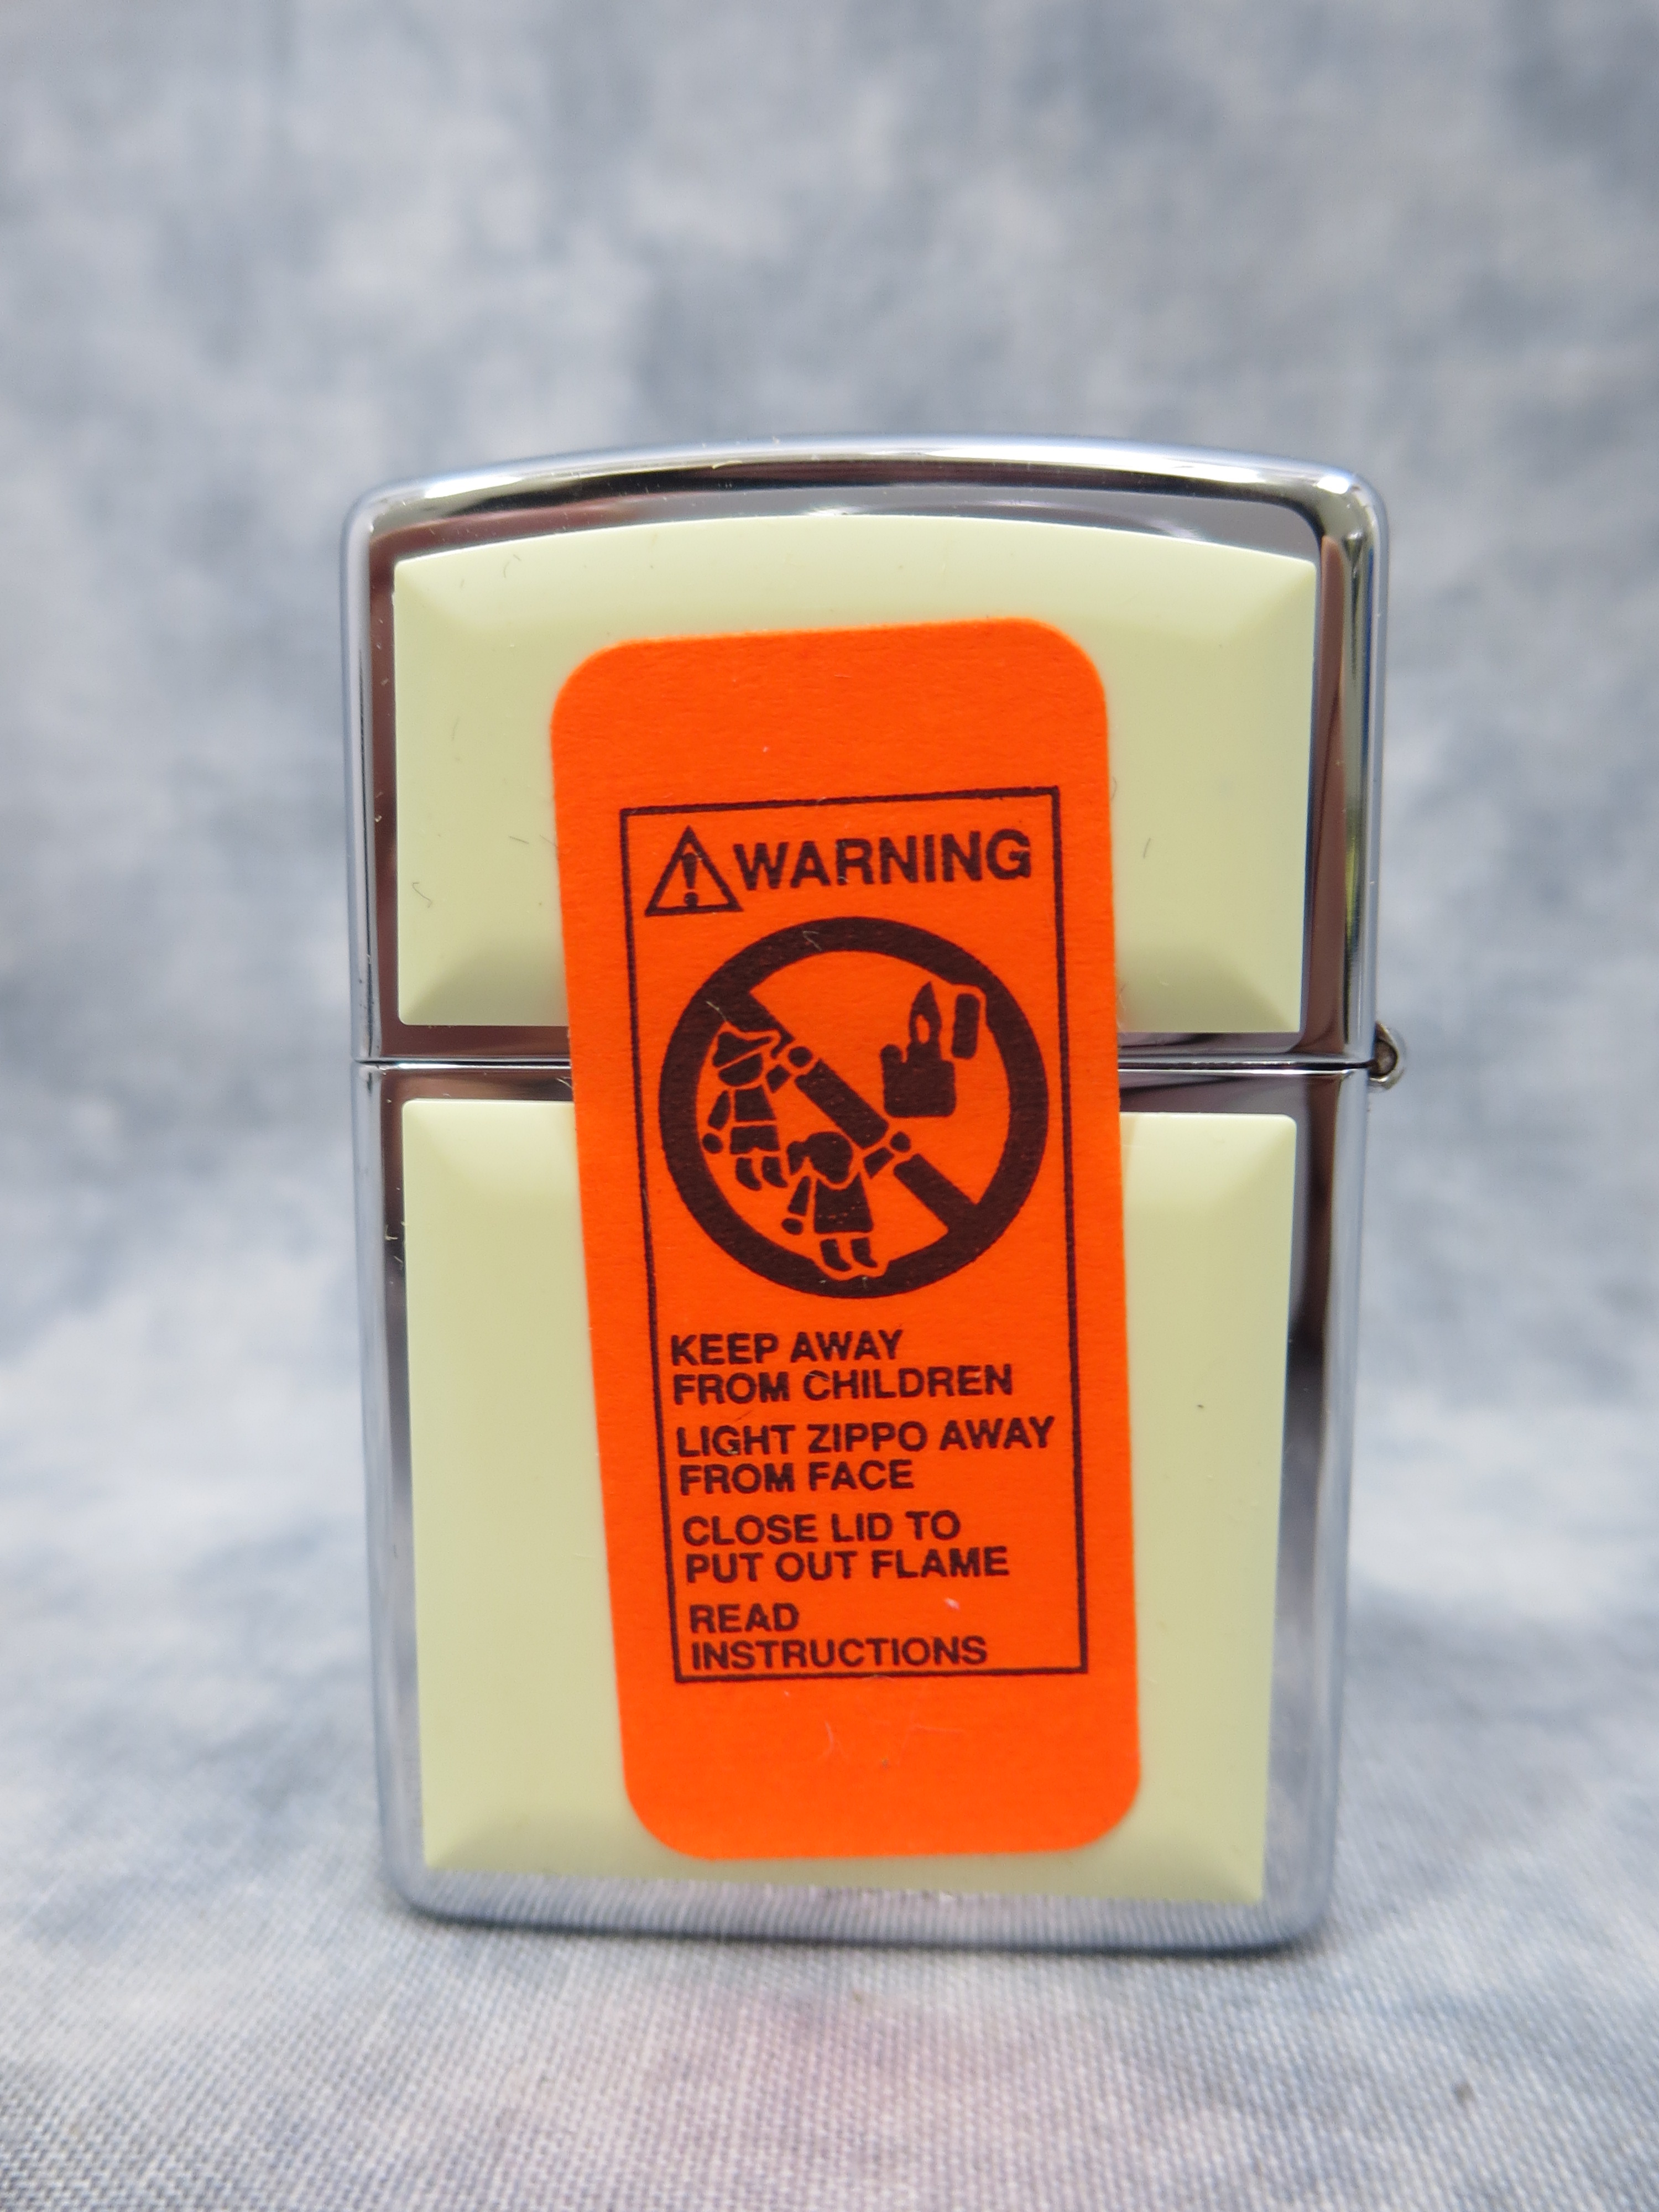 WARNING
KEEP AWAY
FROM CHILDREN
LIGHT ZIPPO AWAY
FROM FACE
CLOSE LID TO
PUT OUT FLAME
READ
INSTRUCTIONS